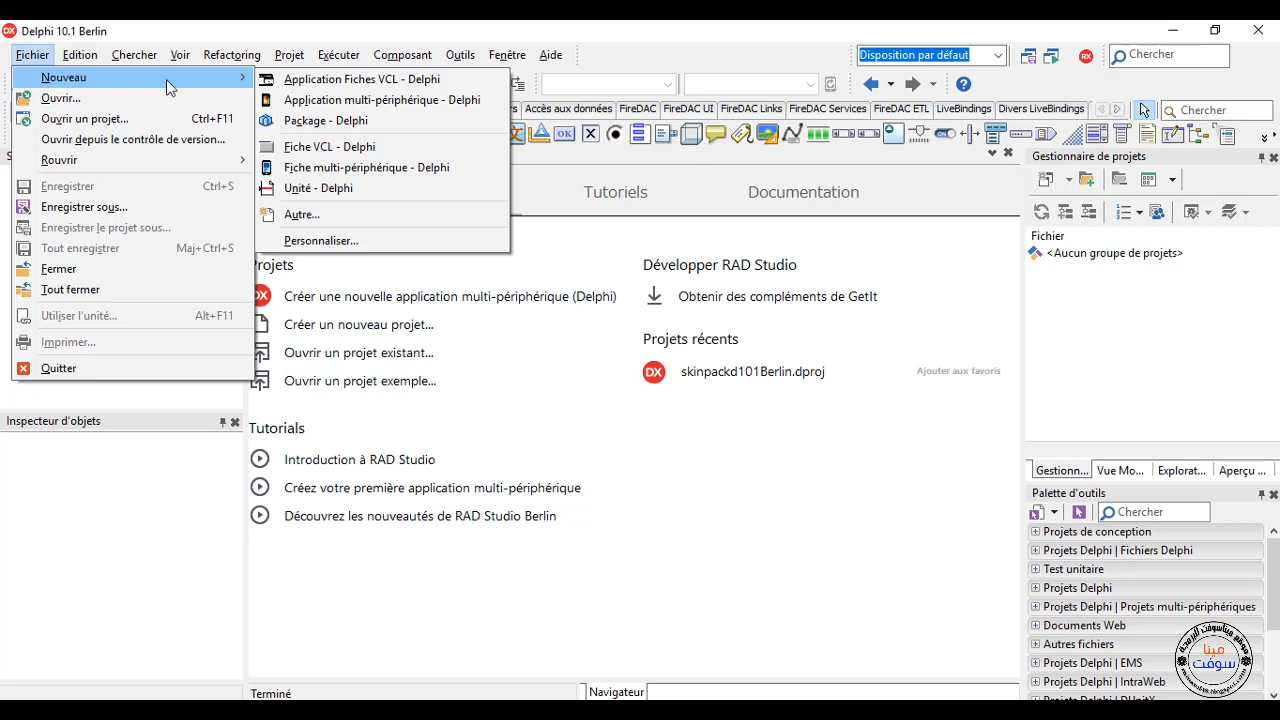 Delphi 10.1 Berlin
Fichier Edition Chercher Voir Refactoring Projet Exécuter Composant Outils Fenêtre Aide
Disposition par défaut
Chercher
Nouveau
Ouvrir...
Ouvrir un projet... Ctrl+F11
Ouvrir depuis le contrôle de version...
Rouvrir
Enregistrer Ctrl+S
Enregistrer sous...
Enregistrer le projet sous...
Tout enregistrer Maj+Ctrl+S
Fermer
Tout fermer
Utiliser l'unité... Alt+F11
Imprimer...
Quitter
Application Fiches VCL - Delphi
Application multi-périphérique - Delphi
Package - Delphi
Fiche VCL - Delphi
Fiche multi-périphérique - Delphi
Unité - Delphi
Autre...
Personnaliser...
Accès aux données FireDAC FireDAC UI FireDAC Links FireDAC Services FireDAC ETL LiveBindings Divers LiveBindings
Chercher
Tutoriels Documentation
Projets
Créer une nouvelle application multi-périphérique (Delphi)
Créer un nouveau projet...
Ouvrir un projet existant...
Ouvrir un projet exemple...
Tutorials
Introduction à RAD Studio
Créez votre première application multi-périphérique
Découvrez les nouveautés de RAD Studio Berlin
Développer RAD Studio
Obtenir des compléments de GetIt
Projets récents
skinpackd101Berlin.dproj Ajouter aux favoris
Inspecteur d'objets
Terminé
Navigateur
Gestionnaire de projets
Fichier
<Aucun groupe de projets>
Gestionn... Vue Mo... Explorat... Aperçu ...
Palette d'outils
Chercher
Projets de conception
Projets Delphi | Fichiers Delphi
Test unitaire
Projets Delphi
Projets Delphi | Projets multi-périphériques
Documents Web
Autres fichiers
Projets Delphi | EMS
Projets Delphi | IntraWeb
Projets Delphi | DUnitX
مينا
سوفت